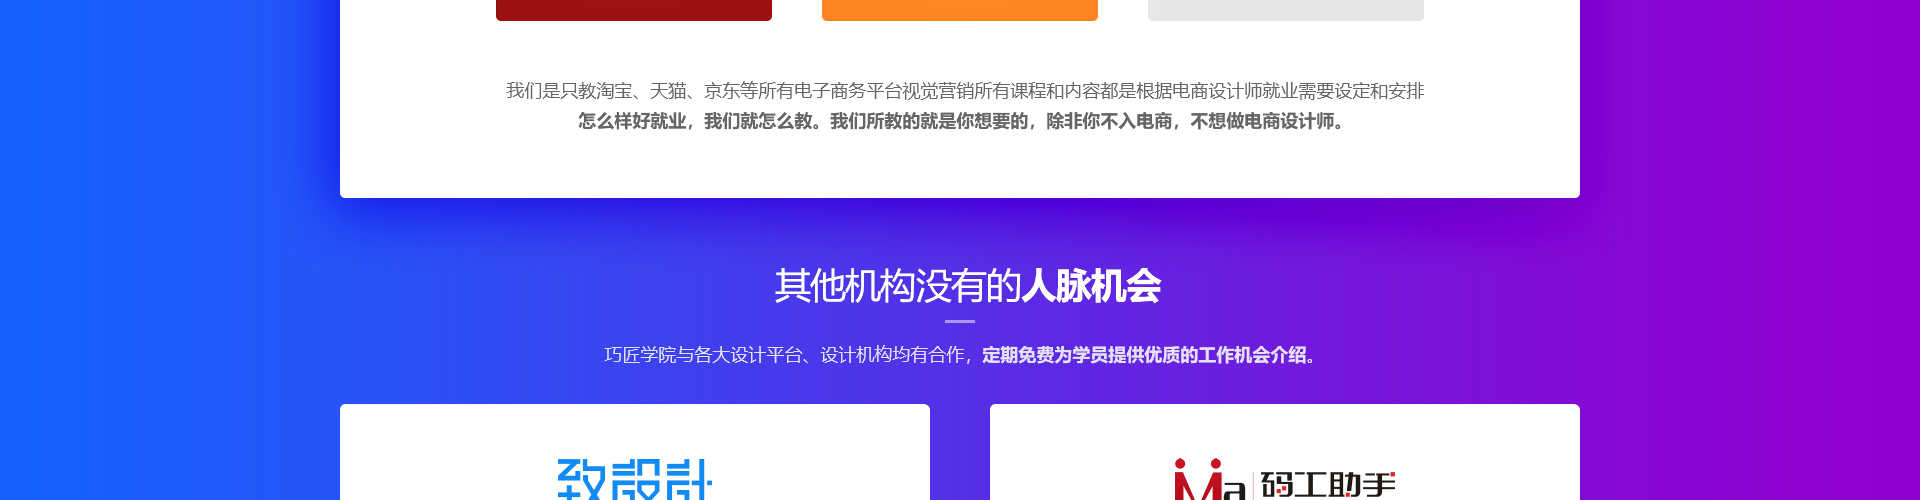 我们是只教淘宝、天猫、京东等所有电子商务平台视觉营销所有课程和内容都是根据电商设计师就业需要设定和安排
怎么样好就业，我们就怎么教。我们所教的就是你想要的，除非你不入电商，不想做电商设计师。
其他机构没有的人脉机会
巧匠学院与各大设计平台、设计机构均有合作，定期免费为学员提供优质的工作机会介绍。
致設計
Ma 码工助手